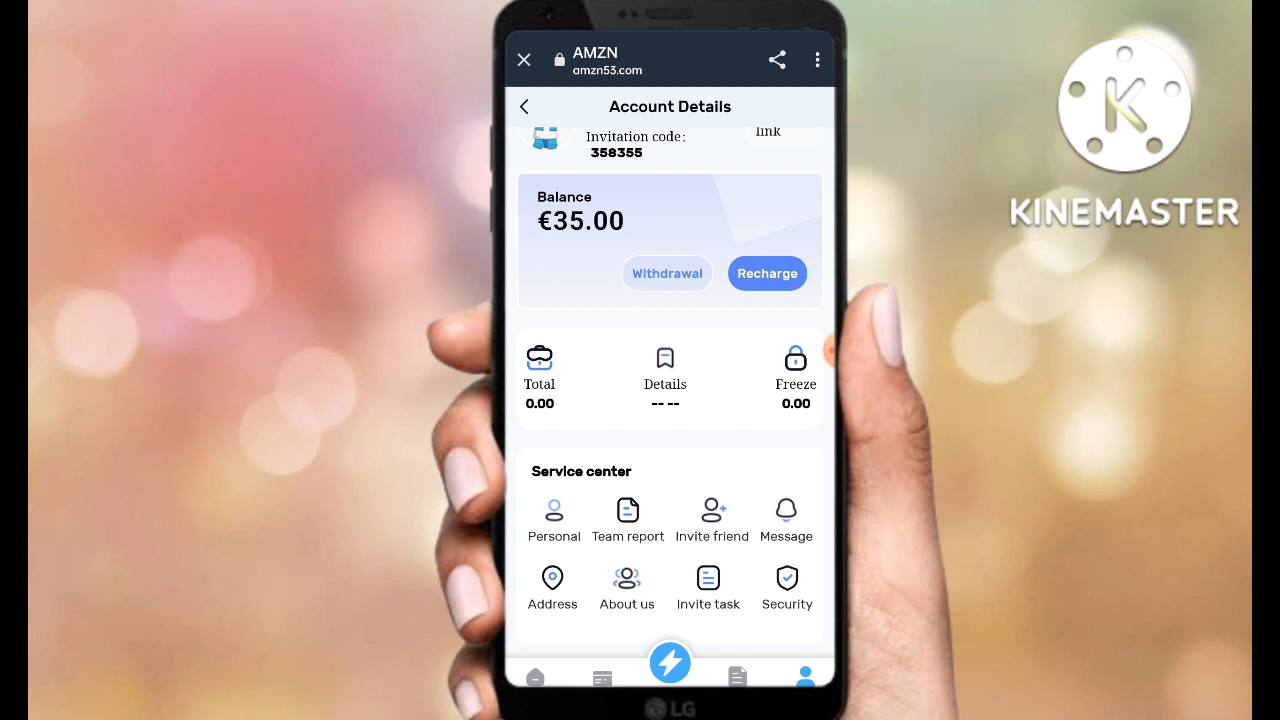 AMZN
amzn53.com
Account Details
Invitation code:
358355
link
Balance
€35.00
Withdrawal
Recharge
Total
Details
Freeze
0.00
-- --
0.00
Service center
Personal
Team report
Invite friend
Message
Address
About us
Invite task
Security
LG
K
KINEMASTER